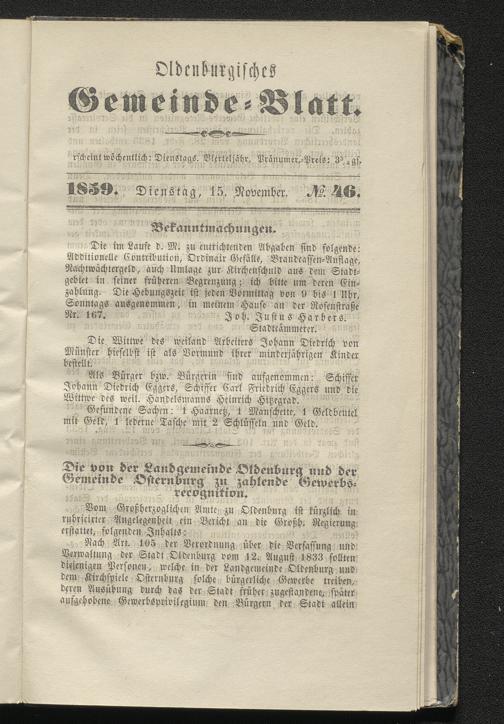 Oldenburgisches
Gemeinde-Blatt.
rscheint wöchentlich: Dienstags. Vierteljähr. Pränumer.-Preis: 3¾ gs.
1859. Dienstag, 15. November. № 46.
Bekanntmachungen.
Die im Laufe d. M. zu entrichtenden Abgaben sind folgende:
Additionelle Contribution, Ordinair Gefälle, Brandcassen-Auflage,
Nachtwächtergeld, auch Umlage zur Kirchenschuld aus dem Stadt-
gebiet in seiner früheren Begrenzung; ich bitte um deren Ein-
zahlung. Die Hebungszeit ist jeden Vormittag von 9 bis 1 Uhr,
Sonntags ausgenommen, in meinem Hause an der Rosenstraße
Nr. 167. Joh. Justus Harbers.
Stadtkämmerer.
Die Wittwe des weiland Arbeiters Johann Diedrich von
Münster hieselbst ist als Vormund ihrer minderjährigen Kinder
bestellt.
Als Bürger bzw. Bürgerin sind aufgenommen: Schiffer
Johann Diedrich Eggers, Schiffer Carl Friedrich Eggers und die
Wittwe des weil. Handelsmanns Heinrich Hitzegrad.
Gefundene Sachen: 1 Haarnetz, 1 Manschette, 1 Geldbeutel
mit Geld, 1 lederne Tasche mit 2 Schlüsseln und Geld.
Die von der Landgemeinde Oldenburg und der
Gemeinde Osternburg zu zahlende Gewerbs-
recognition.
Vom Großherzoglichen Amte zu Oldenburg ist kürzlich in
rubricirter Angelegenheit ein Bericht an die Großh. Regierung
erstattet, folgenden Inhalts:
Nach Art. 105 der Verordnung über die Verfassung und
Verwaltung der Stadt Oldenburg vom 12. August 1833 sollten
diejenigen Personen, welche in der Landgemeinde Oldenburg und
dem Kirchspiele Osternburg solche bürgerliche Gewerbe treiben,
deren Ausübung durch das der Stadt früher zugestandene, später
aufgehobene Gewerbsprivilegium den Bürgern der Stadt allein